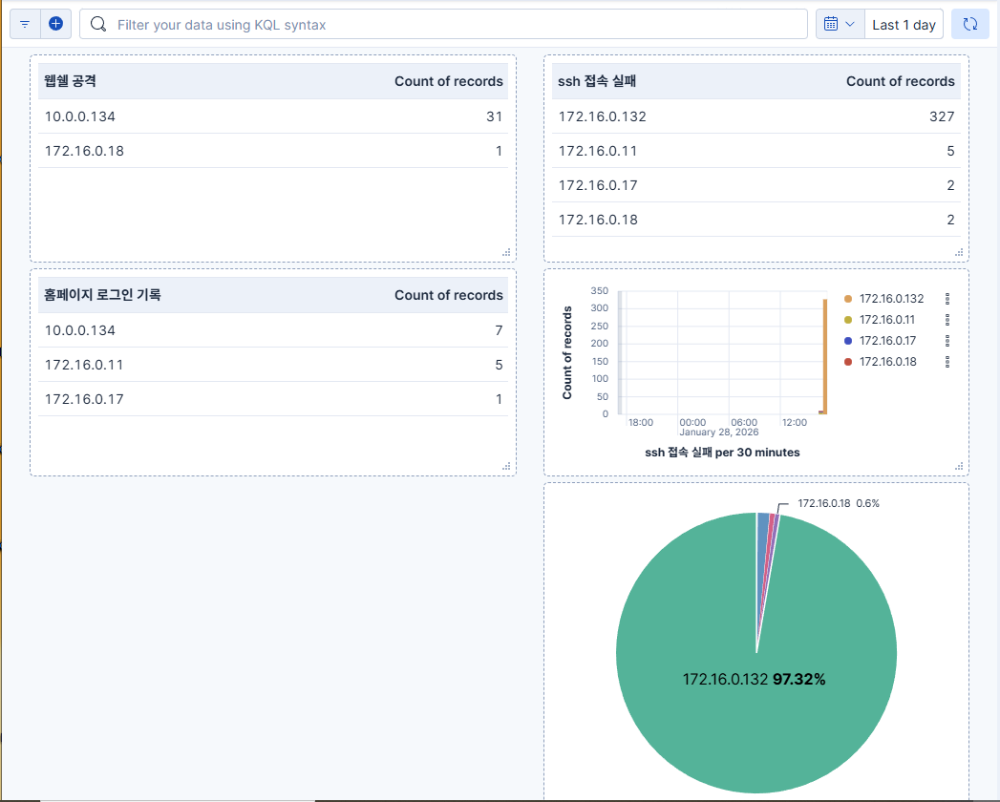 Filter your data using KQL syntax
Last 1 day
웹쉘 공격 Count of records
10.0.0.134 31
172.16.0.18 1
ssh 접속 실패 Count of records
172.16.0.132 327
172.16.0.11 5
172.16.0.17 2
172.16.0.18 2
홈페이지 로그인 기록 Count of records
10.0.0.134 7
172.16.0.11 5
172.16.0.17 1
Count of records
350
300
250
200
150
100
50
0
18:00 00:00 06:00 12:00
January 28, 2026
ssh 접속 실패 per 30 minutes
172.16.0.132
172.16.0.11
172.16.0.17
172.16.0.18
172.16.0.18 0.6%
172.16.0.132 97.32%